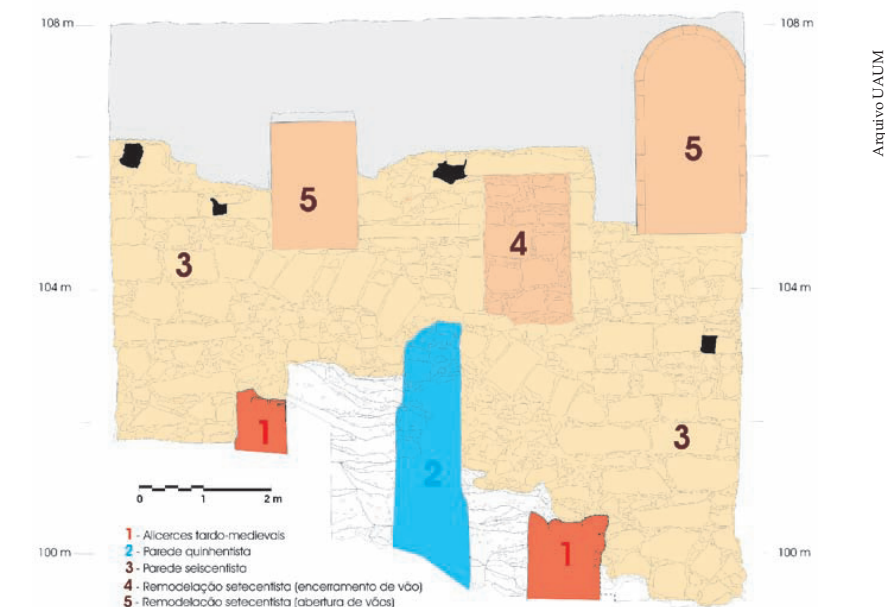 108 m
108 m
Arquivo UAUM
5
5
4
3
104 m
104 m
1
2
3
1
0 1 2 m
100 m
100 m
1 - Alicerces tardo-medievais
2 - Parede quinhentista
3 - Parede seiscentista
4 - Remodelação setecentista (encerramento de vão)
5 - Remodelação setecentista (abertura de vãos)